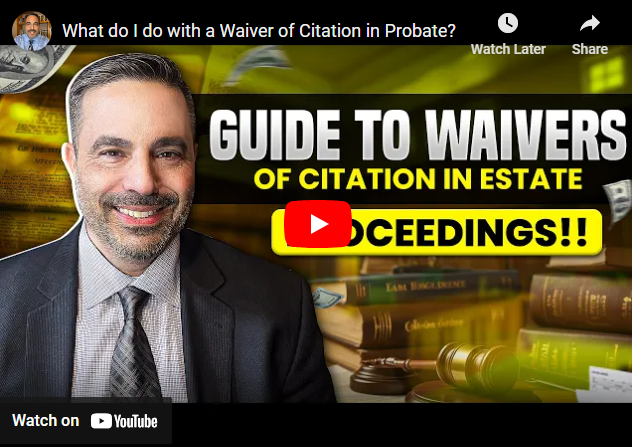 What do I do with a Waiver of Citation in Probate?
Watch Later
Share
GUIDE TO WAIVERS
OF CITATION IN ESTATE
OCEEDINGS!!
Watch on YouTube